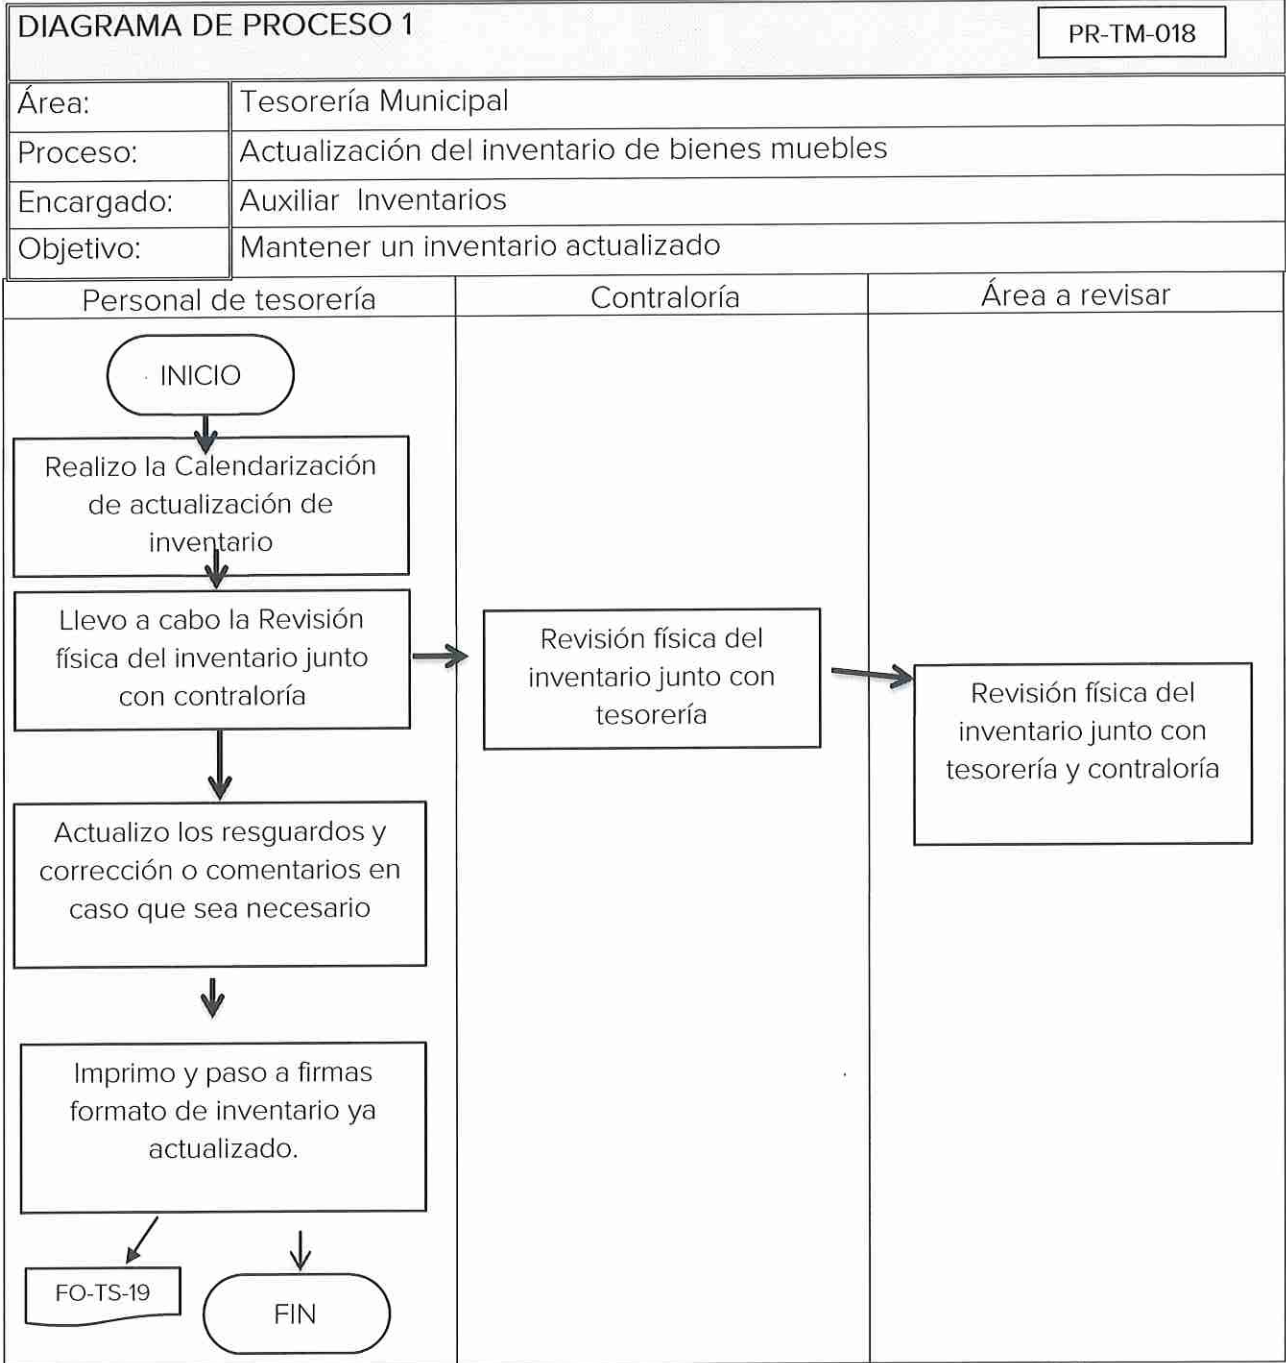 DIAGRAMA DE PROCESO 1
PR-TM-018
Área:
Tesorería Municipal
Proceso:
Actualización del inventario de bienes muebles
Encargado:
Auxiliar Inventarios
Objetivo:
Mantener un inventario actualizado
Personal de tesorería
Contraloría
Área a revisar
INICIO
Realizo la Calendarización
de actualización de
inventario
Llevo a cabo la Revisión
física del inventario junto
con contraloría
Revisión física del
inventario junto con
tesorería
Revisión física del
inventario junto con
tesorería y contraloría
Actualizo los resguardos y
corrección o comentarios en
caso que sea necesario
Imprimo y paso a firmas
formato de inventario ya
actualizado.
FO-TS-19
FIN